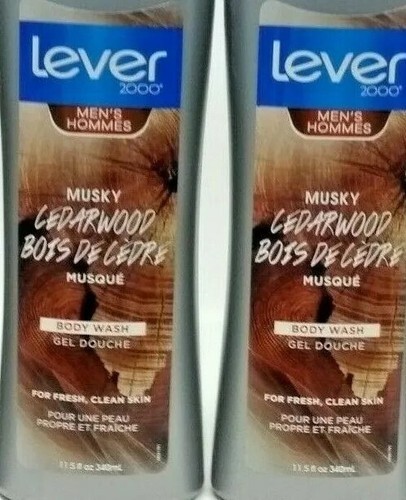 Lever
2000®
MEN'S
HOMMES
MUSKY
CEDARWOOD
BOIS DE CÈDRE
MUSQUÉ
BODY WASH
GEL DOUCHE
FOR FRESH, CLEAN SKIN
POUR UNE PEAU
PROPRE ET FRAÎCHE
11.5 fl oz 340mL
Lever
2000®
MEN'S
HOMMES
MUSKY
CEDARWOOD
BOIS DE CÈDRE
MUSQUÉ
BODY WASH
GEL DOUCHE
FOR FRESH, CLEAN SKIN
POUR UNE PEAU
PROPRE ET FRAÎCHE
11.5 fl oz 340mL